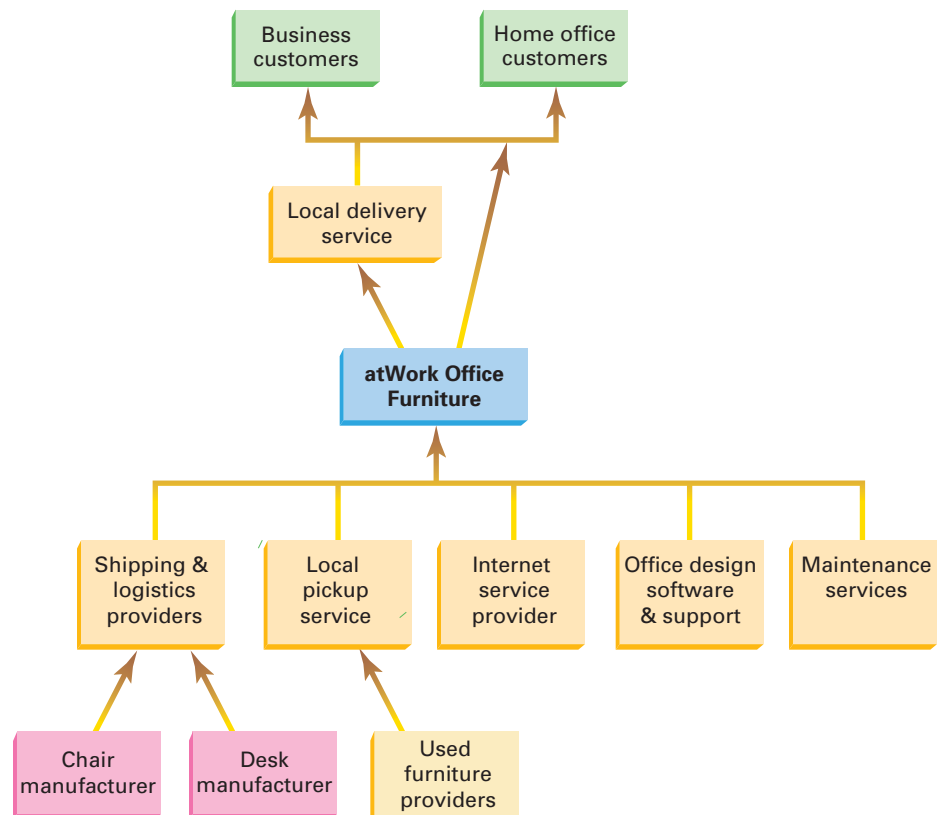 Business
customers
Home office
customers
Local delivery
service
atWork Office
Furniture
Shipping &
logistics
providers
Local
pickup
service
Internet
service
provider
Office design
software
& support
Maintenance
services
Chair
manufacturer
Desk
manufacturer
Used
furniture
providers